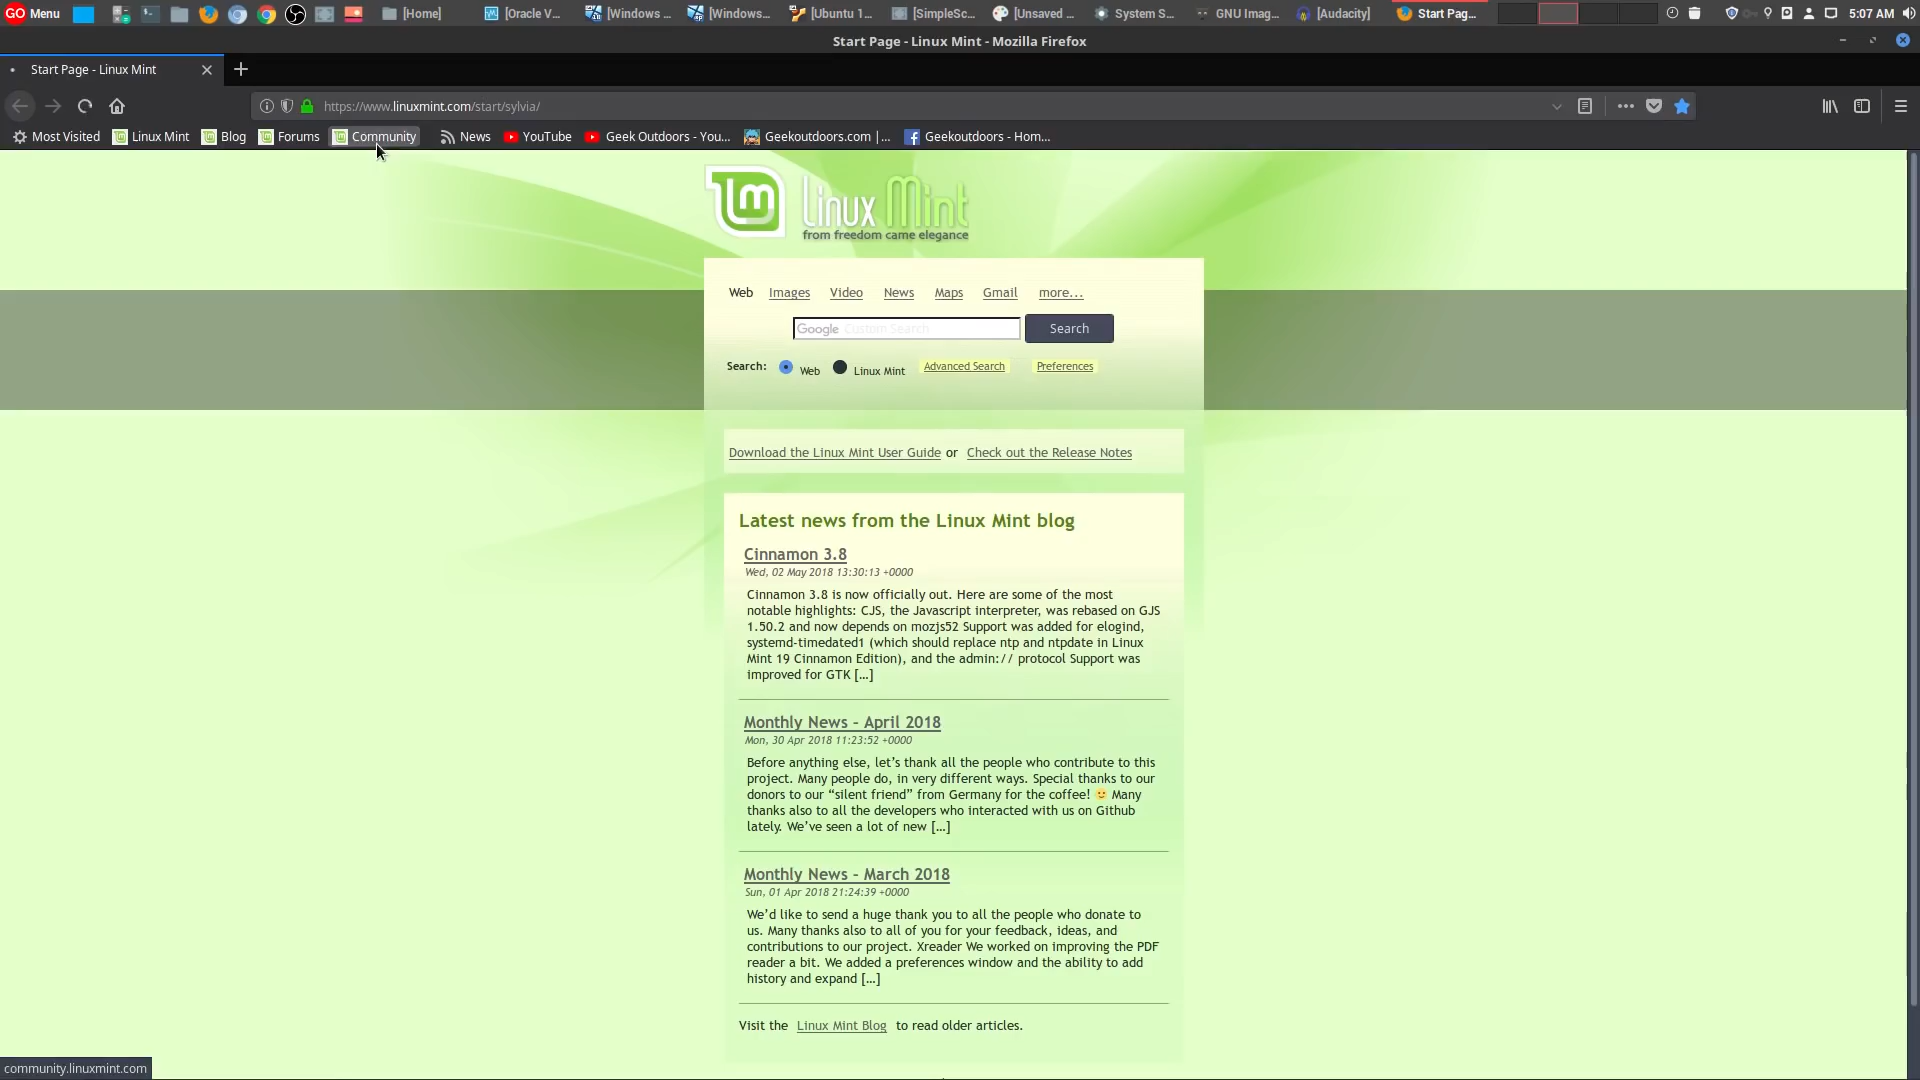 GO Menu [Home] [Oracle V... [Windows ... [Windows... [Ubuntu 1... [SimpleSc... [Unsaved ... System S... GNU Imag... [Audacity] Start Pag... 5:07 AM
Start Page - Linux Mint - Mozilla Firefox
Start Page - Linux Mint
https://www.linuxmint.com/start/sylvia/
Most Visited Linux Mint Blog Forums Community News YouTube Geek Outdoors - You... Geekoutdoors.com |... Geekoutdoors - Hom...
Linux Mint
from freedom came elegance
Web Images Video News Maps Gmail more...
Google Custom Search Search
Search: Web Linux Mint Advanced Search Preferences
Download the Linux Mint User Guide or Check out the Release Notes
Latest news from the Linux Mint blog
Cinnamon 3.8
Wed, 02 May 2018 13:30:13 +0000
Cinnamon 3.8 is now officially out. Here are some of the most
notable highlights: CJS, the Javascript interpreter, was rebased on GJS
1.50.2 and now depends on mozjs52 Support was added for elogind,
systemd-timedated1 (which should replace ntp and ntpdate in Linux
Mint 19 Cinnamon Edition), and the admin:// protocol Support was
improved for GTK […]
Monthly News – April 2018
Mon, 30 Apr 2018 11:23:52 +0000
Before anything else, let’s thank all the people who contribute to this
project. Many people do, in very different ways. Special thanks to our
donors to our “silent friend” from Germany for the coffee! 🙂 Many
thanks also to all the developers who interacted with us on Github
lately. We’ve seen a lot of new […]
Monthly News – March 2018
Sun, 01 Apr 2018 21:24:39 +0000
We’d like to send a huge thank you to all the people who donate to
us. Many thanks also to all of you for your feedback, ideas, and
contributions to our project. Xreader We worked on improving the PDF
reader a bit. We added a preferences window and the ability to add
history and expand […]
Visit the Linux Mint Blog to read older articles.
community.linuxmint.com